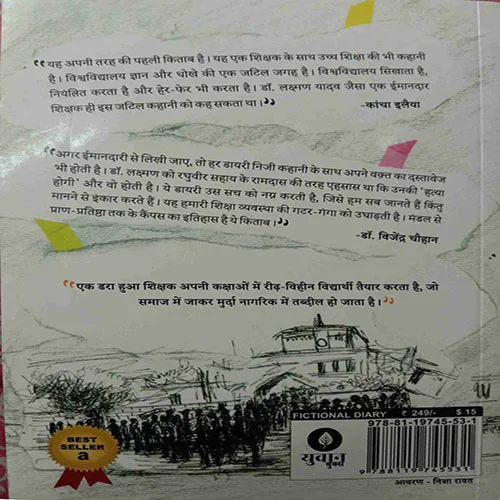 "यह अपनी तरह की पहली किताब है। यह एक शिक्षक के साथ उच्च शिक्षा की भी कहानी
है। विश्वविद्यालय ज्ञान और धोखे की एक जटिल जगह है। विश्वविद्यालय सिखाता है,
नियंत्रित करता है और हेर-फेर भी करता है। डॉ. लक्ष्मण यादव जैसा एक ईमानदार
शिक्षक ही इस जटिल कहानी को कह सकता था।"
-कांचा इलैया
"अगर ईमानदारी से लिखी जाए, तो हर डायरी निजी कहानी के साथ अपने वक़्त का दस्तावेज
भी होती है। डॉ. लक्ष्मण को रघुवीर सहाय के रामदास की तरह एहसास था कि उनकी 'हत्या
होगी' और वो होती है। ये डायरी उस सच को नग्न करती है, जिसे हम सब जानते हैं किंतु
मानने से इंकार करते हैं। यह हमारी शिक्षा व्यवस्था की गटर-गंगा को उघाड़ती है। मंडल से
प्राण-प्रतिष्ठा तक के कैंपस का इतिहास है ये किताब।"
-डॉ. विजेंद्र चौहान
"एक डरा हुआ शिक्षक अपनी कक्षाओं में रीढ़-विहीन विद्यार्थी तैयार करता है, जो
समाज में जाकर मुर्दा नागरिक में तब्दील हो जाता है।"
FICTIONAL DIARY ₹ 249/- $ 15
978-81-19745-53-1
BEST
SELLER
a
युवान
बुक्स
9 788119 745531
आवरण - निशा रावत